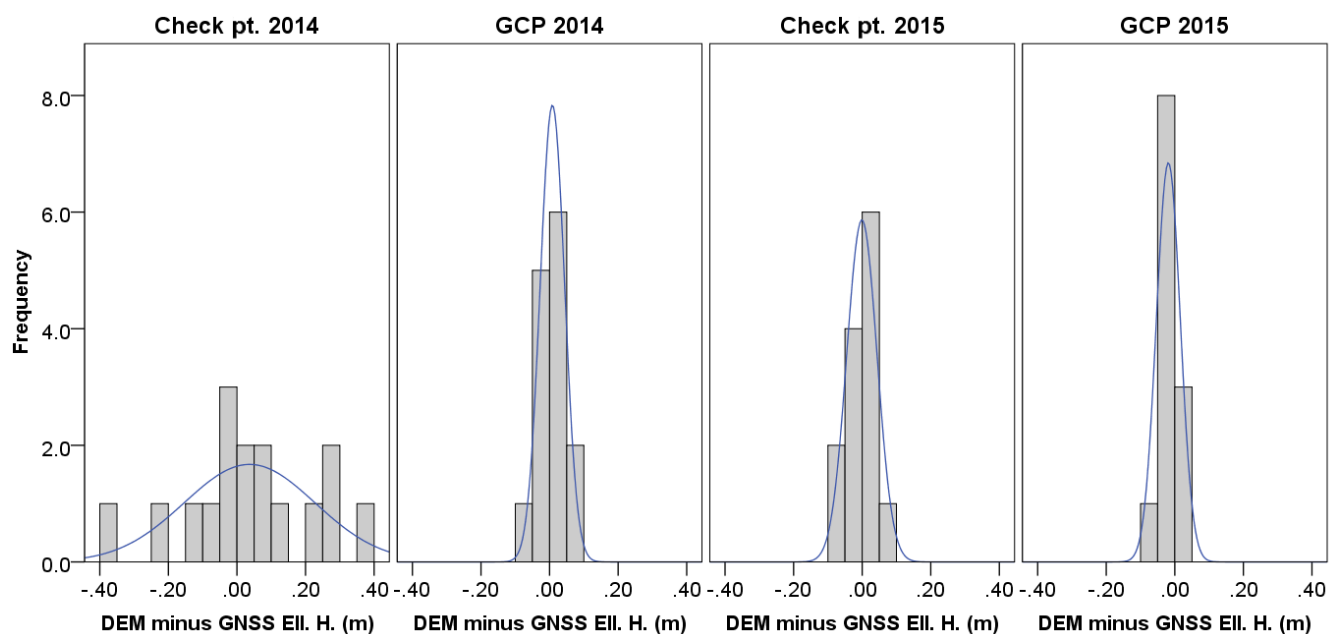 Check pt. 2014 GCP 2014 Check pt. 2015 GCP 2015
8.0
6.0
4.0
2.0
0.0
Frequency
-.40 -.20 .00 .20 .40 -.40 -.20 .00 .20 .40 -.40 -.20 .00 .20 .40 -.40 -.20 .00 .20 .40
DEM minus GNSS Ell. H. (m) DEM minus GNSS Ell. H. (m) DEM minus GNSS Ell. H. (m) DEM minus GNSS Ell. H. (m)